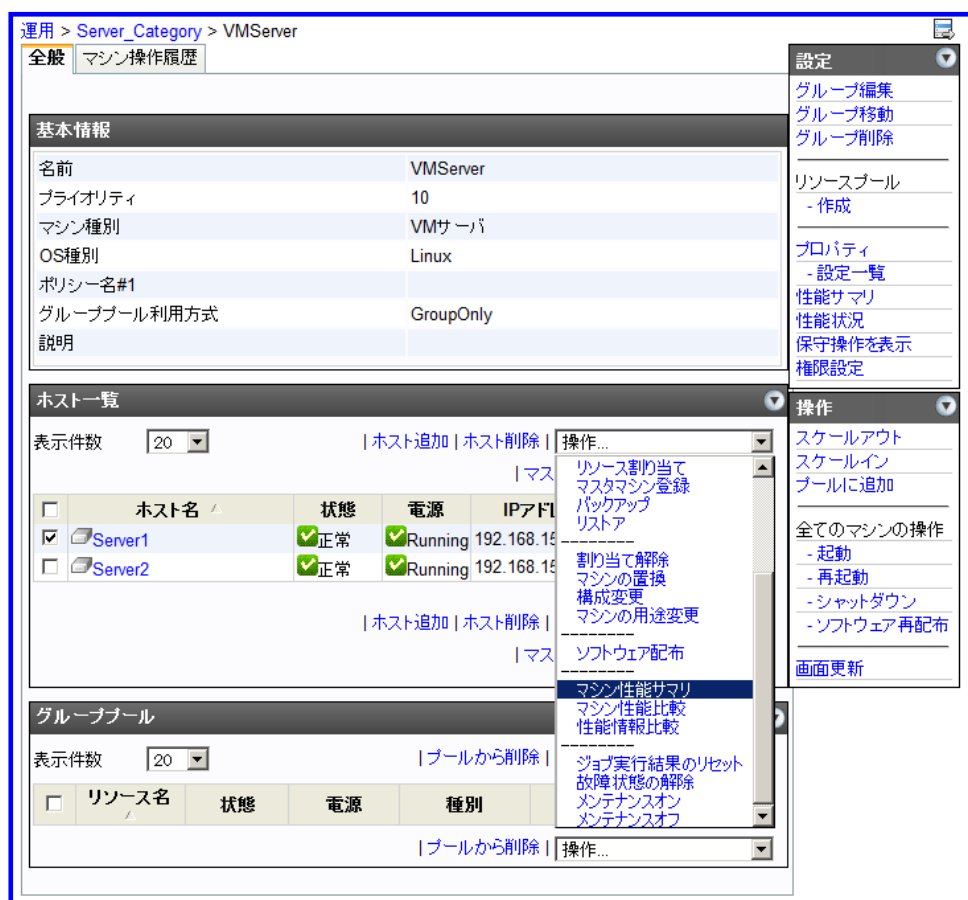 運用 > Server_Category > VMServer
全般 マシン操作履歴
基本情報
名前 VMServer
プライオリティ 10
マシン種別 VMサーバ
OS種別 Linux
ポリシー名#1
グループプール利用方式 GroupOnly
説明
ホスト一覧
表示件数 20 | ホスト追加 | ホスト削除 | 操作...
| マス
ホスト名 状態 電源 IPアドレ
Server1 正常 Running 192.168.15
Server2 正常 Running 192.168.15
| ホスト追加 | ホスト削除 |
| マス
リソース割り当て
マスタマシン登録
バックアップ
リストア
--------
割り当て解除
マシンの置換
構成変更
マシンの用途変更
--------
ソフトウェア配布
--------
マシン性能サマリ
マシン性能比較
性能情報比較
--------
ジョブ実行結果のリセット
故障状態の解除
メンテナンスオン
メンテナンスオフ
グループプール
表示件数 20 | プールから削除 |
リソース名 状態 電源 種別
| プールから削除 | 操作...
設定
グループ編集
グループ移動
グループ削除
リソースプール
- 作成
プロパティ
- 設定一覧
性能サマリ
性能状況
保守操作を表示
権限設定
操作
スケールアウト
スケールイン
プールに追加
全てのマシンの操作
- 起動
- 再起動
- シャットダウン
- ソフトウェア再配布
画面更新